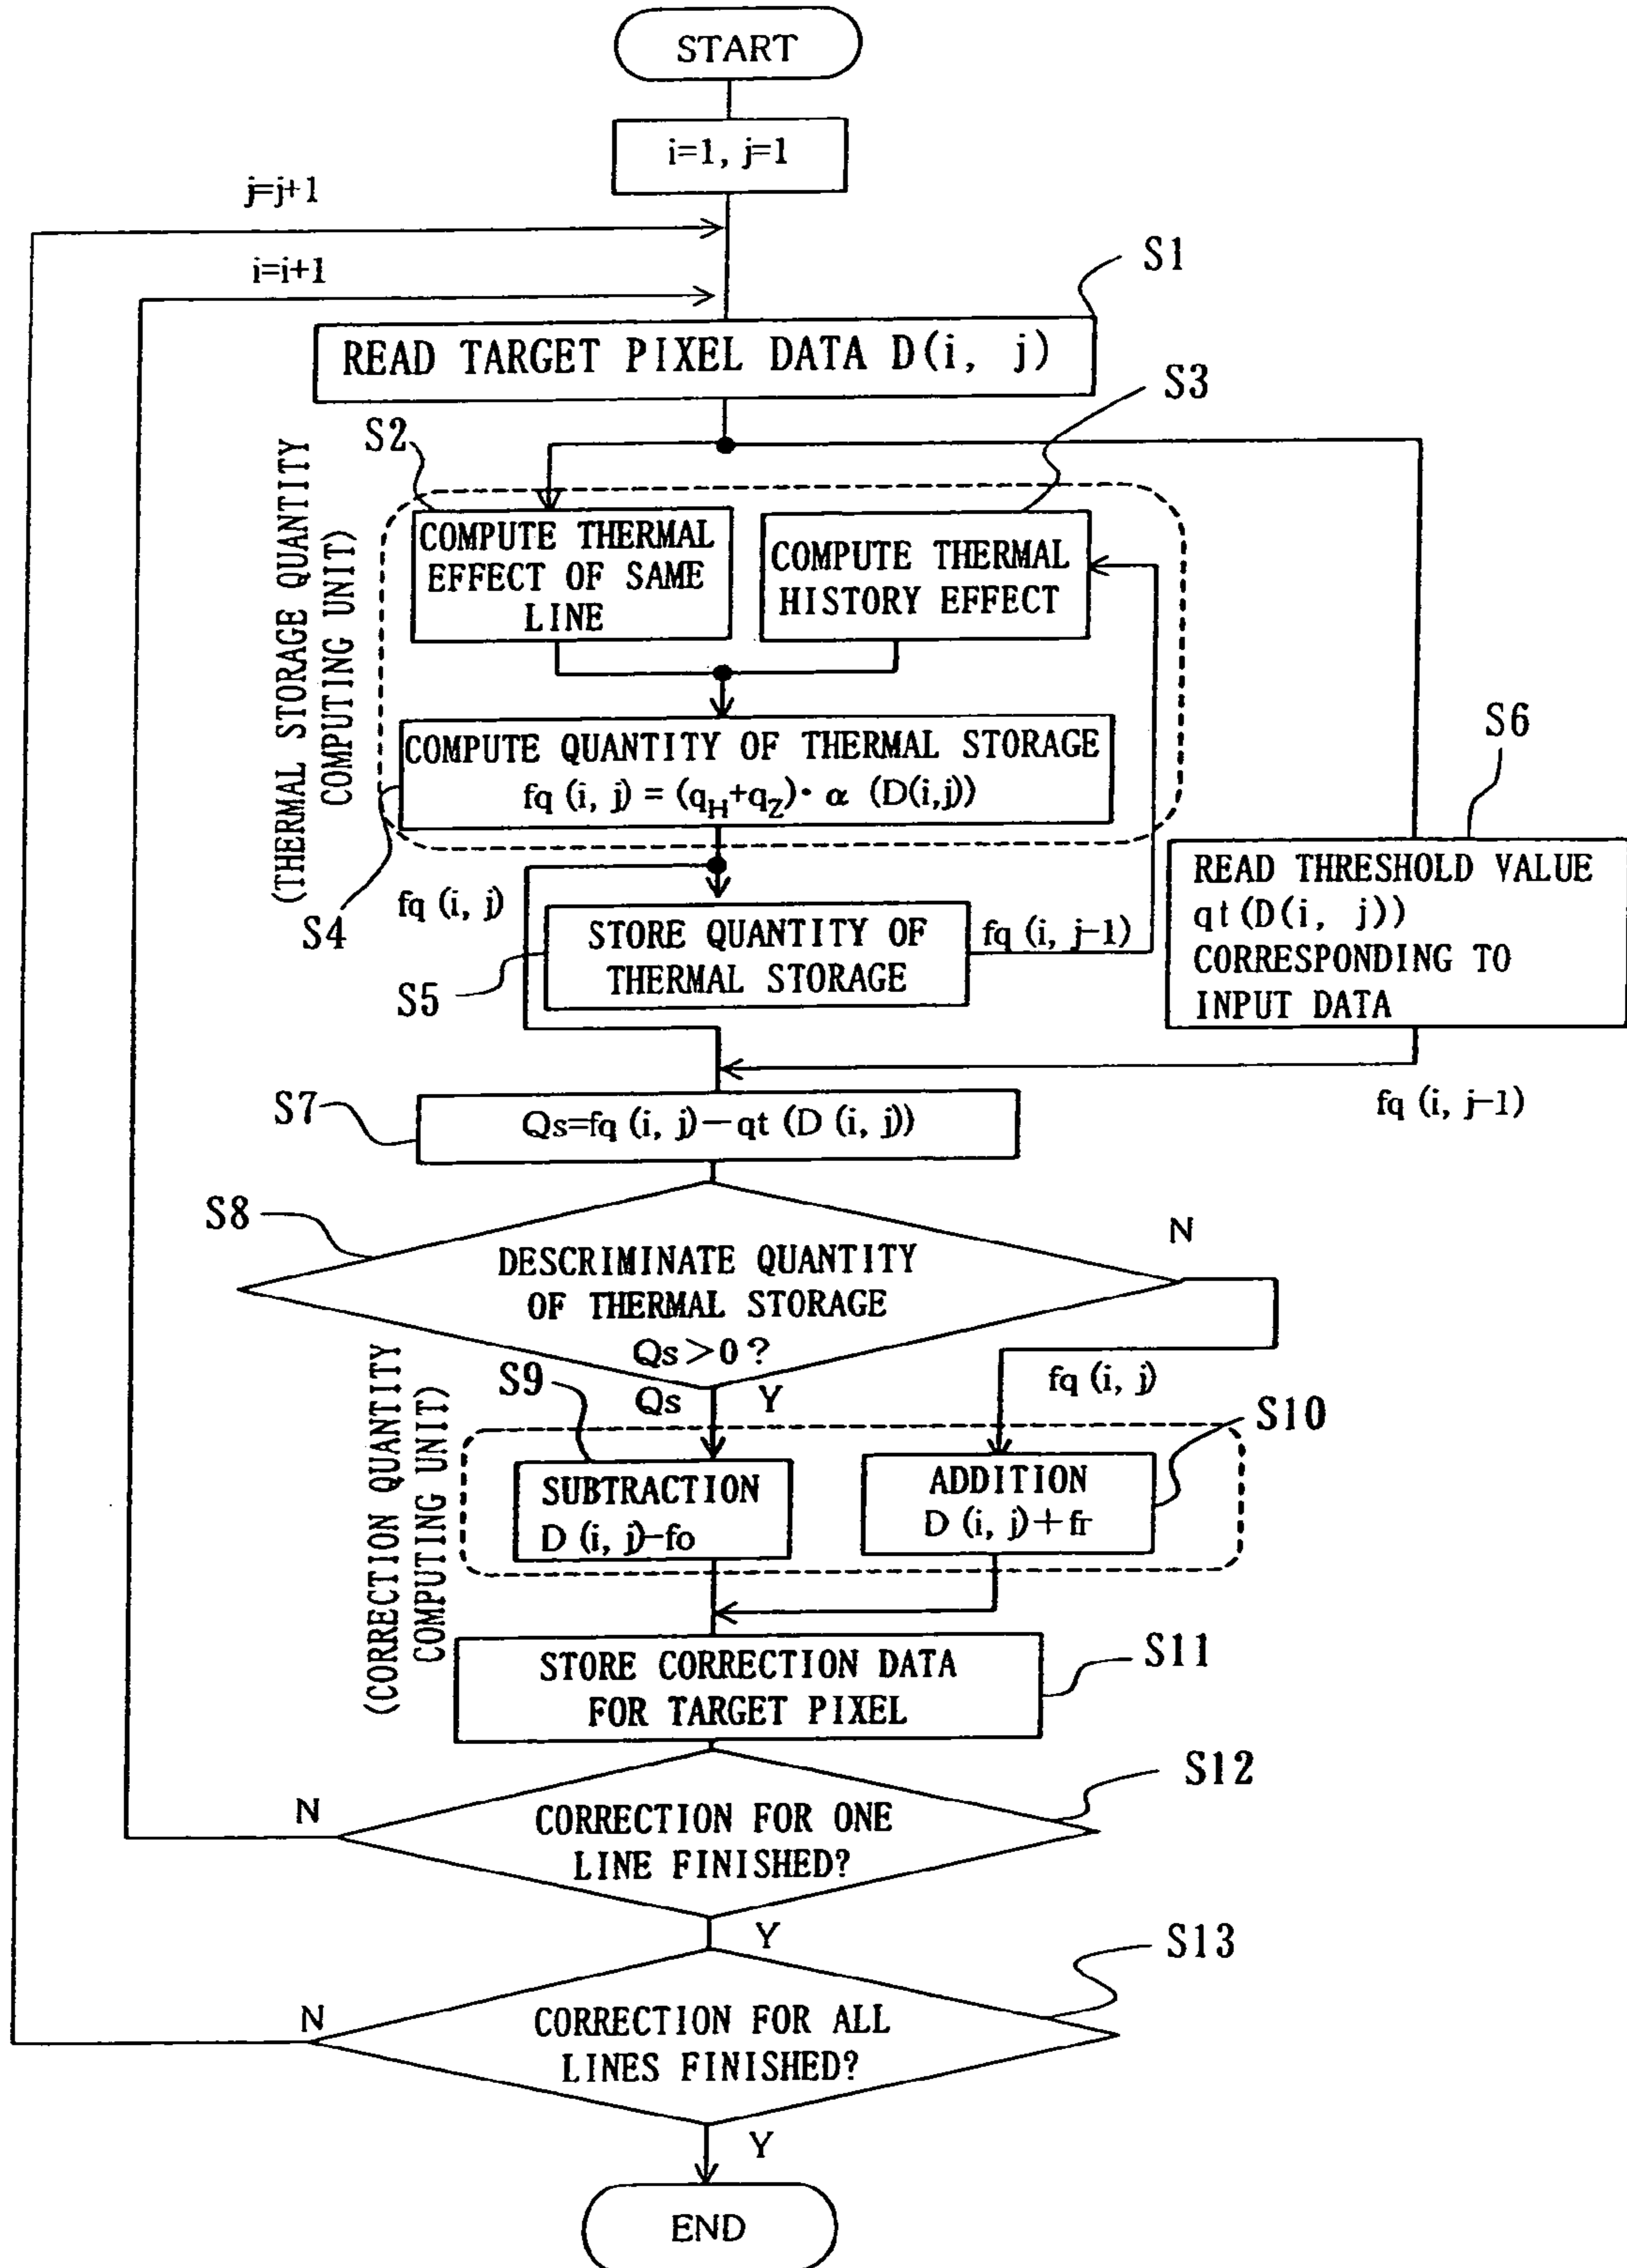 START
i=1, j=1
j=j+1
i=i+1
S1
READ TARGET PIXEL DATA D(i, j)
S3
S2
(THERMAL STORAGE QUANTITY
COMPUTING UNIT)
COMPUTE THERMAL
EFFECT OF SAME
LINE
COMPUTE THERMAL
HISTORY EFFECT
COMPUTE QUANTITY OF THERMAL STORAGE
fq (i, j) = (qH+qZ)· α (D(i,j))
S4
S6
READ THRESHOLD VALUE
qt(D(i, j))
CORRESPONDING TO
INPUT DATA
fq (i, j)
STORE QUANTITY OF
THERMAL STORAGE
fq (i, j-1)
S5
fq (i, j-1)
S7
Qs=fq (i, j)-qt (D (i, j))
S8
N
DESCRIMINATE QUANTITY
OF THERMAL STORAGE
Qs>0?
S9
Qs
Y
fq (i, j)
S10
(CORRECTION QUANTITY
COMPUTING UNIT)
SUBTRACTION
D (i, j)-fo
ADDITION
D (i, j)+fr
STORE CORRECTION DATA
FOR TARGET PIXEL
S11
S12
N
CORRECTION FOR ONE
LINE FINISHED?
Y
S13
N
CORRECTION FOR ALL
LINES FINISHED?
Y
END